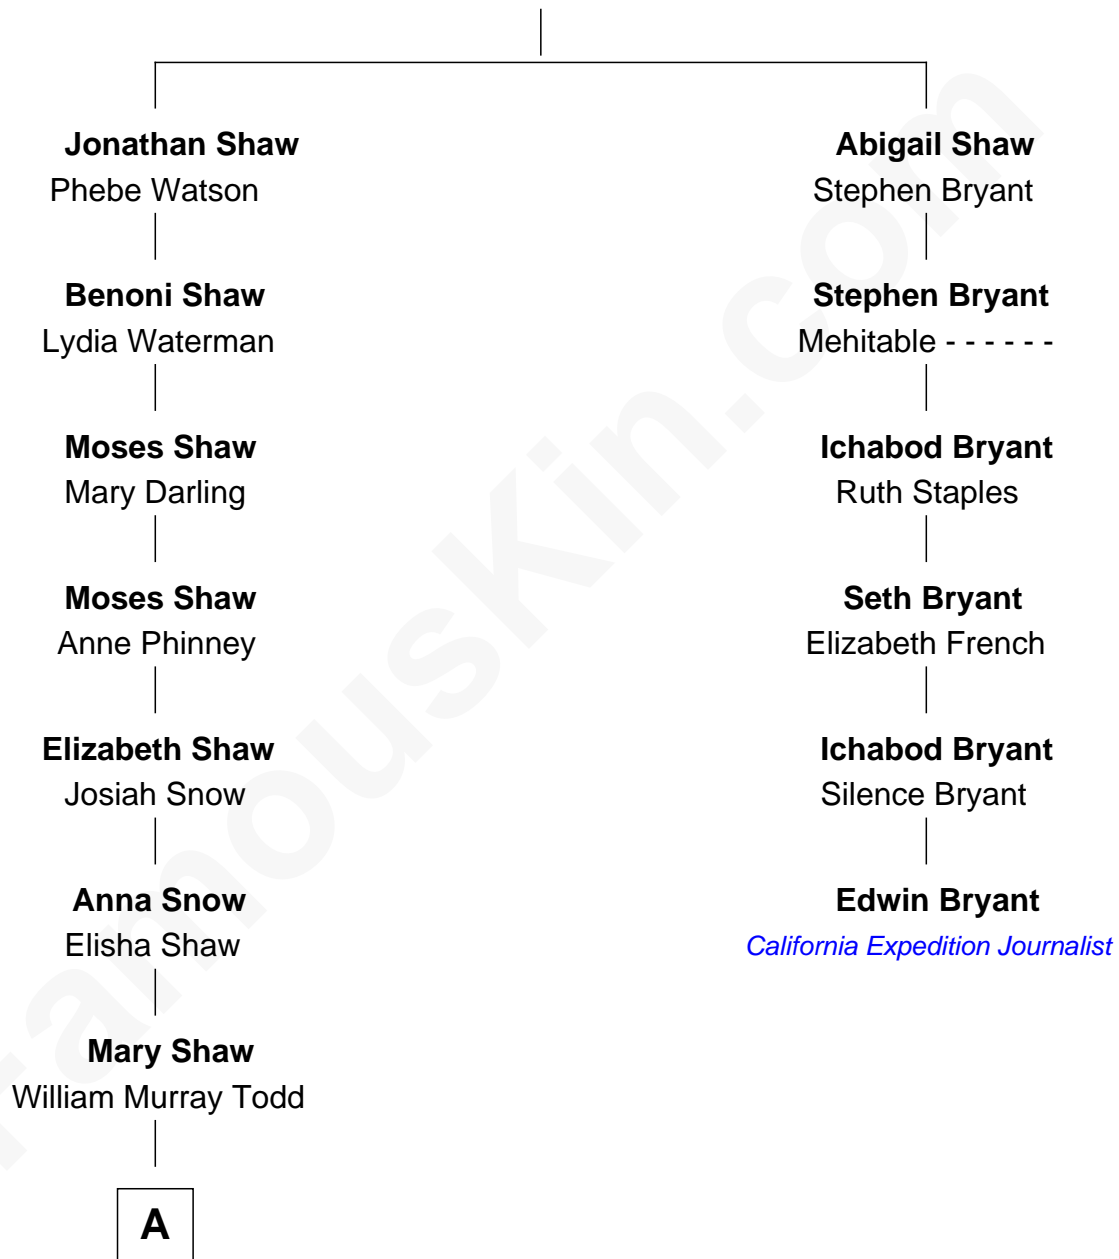 Jonathan Shaw
Phebe Watson
Benoni Shaw
Lydia Waterman
Moses Shaw
Mary Darling
Moses Shaw
Anne Phinney
Elizabeth Shaw
Josiah Snow
Anna Snow
Elisha Shaw
Mary Shaw
William Murray Todd
A
Abigail Shaw
Stephen Bryant
Stephen Bryant
Mehitable - - - - - -
Ichabod Bryant
Ruth Staples
Seth Bryant
Elizabeth French
Ichabod Bryant
Silence Bryant
Edwin Bryant
California Expedition Journalist
FamousKin.com